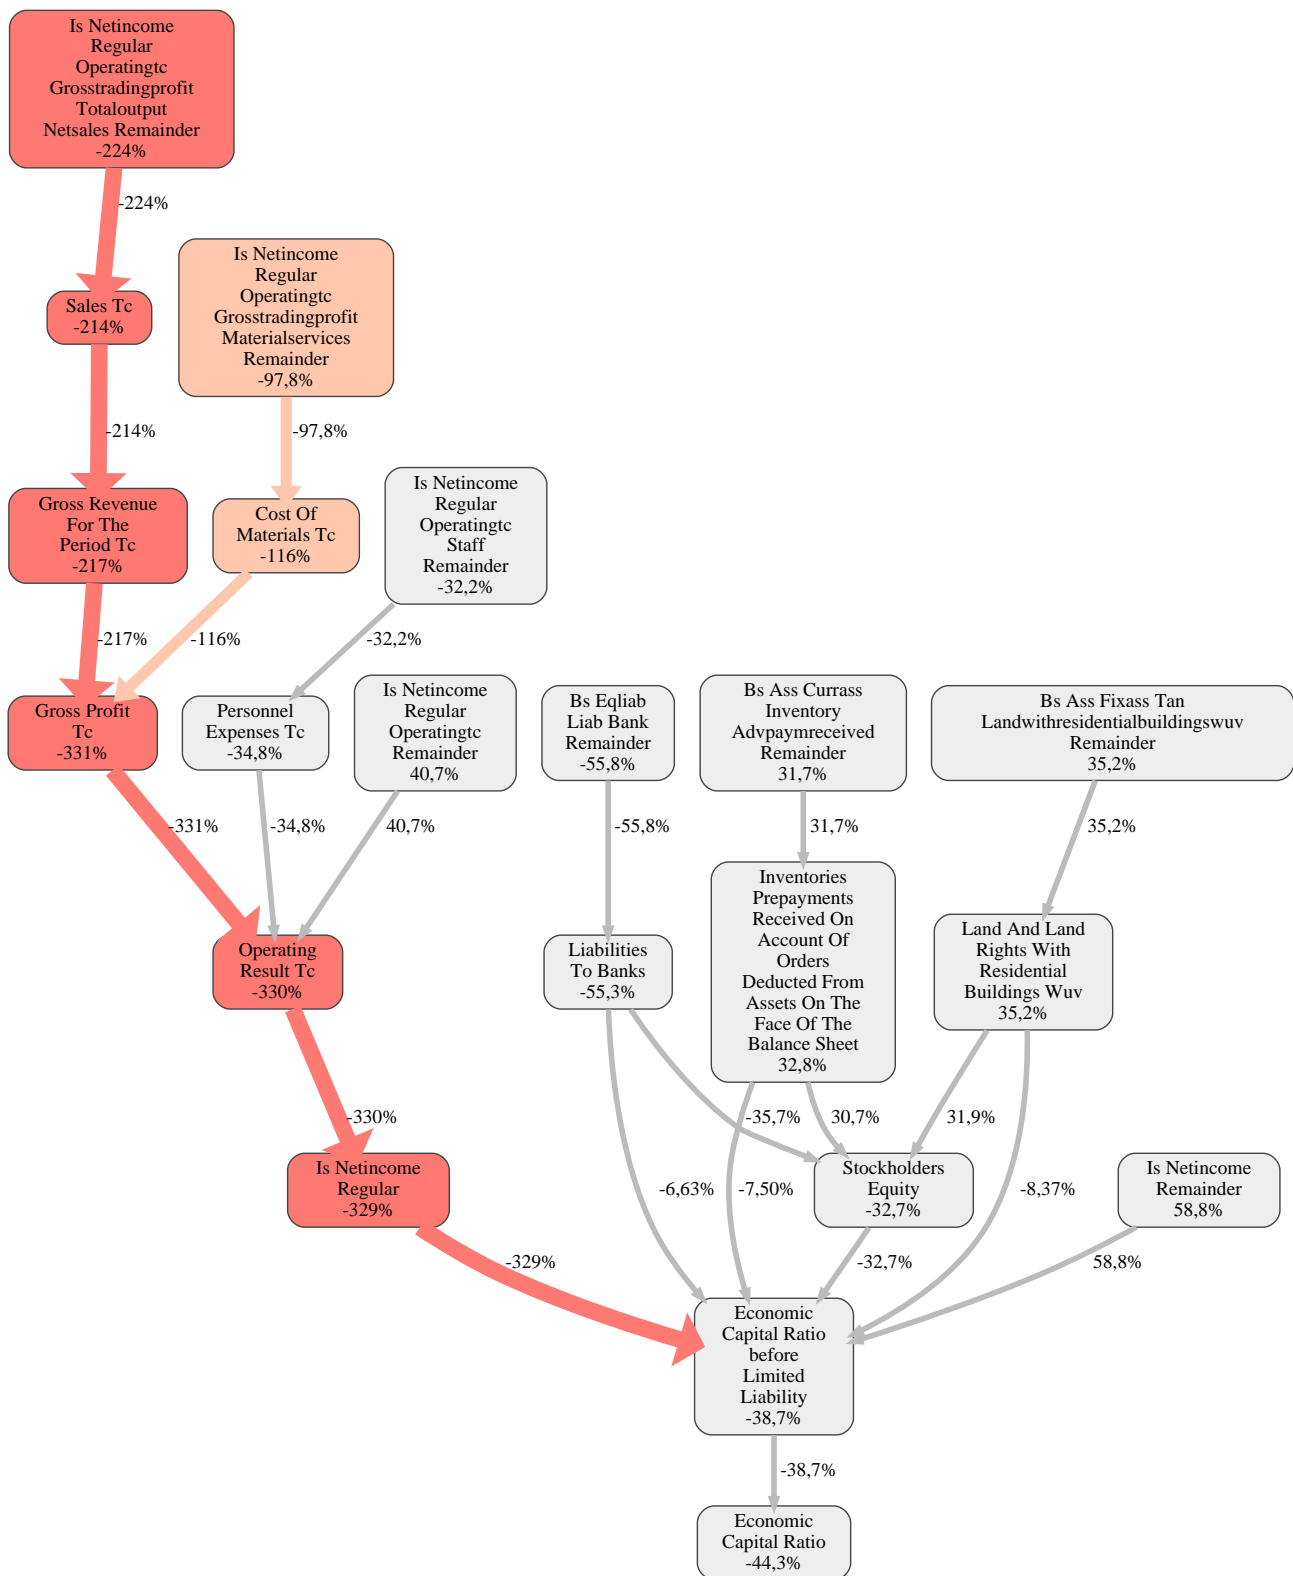 Is Netincome
Regular
Operatingtc
Grosstradingprofit
Totaloutput
Netsales Remainder
-224%
-224%
Is Netincome
Regular
Operatingtc
Grosstradingprofit
Materialservices
Remainder
-97,8%
Sales Tc
-214%
-214%
-97,8%
Is Netincome
Regular
Operatingtc
Staff
Remainder
-32,2%
Gross Revenue
For The
Period Tc
-217%
Cost Of
Materials Tc
-116%
-217%
-116%
-32,2%
Gross Profit
Tc
-331%
Personnel
Expenses Tc
-34,8%
Is Netincome
Regular
Operatingtc
Remainder
40,7%
Bs Eqliab
Liab Bank
Remainder
-55,8%
Bs Ass Currass
Inventory
Advpaymreceived
Remainder
31,7%
Bs Ass Fixass Tan
Landwithresidentialbuildingswuv
Remainder
35,2%
-331%
-34,8%
40,7%
-55,8%
31,7%
35,2%
Operating
Result Tc
-330%
Liabilities
To Banks
-55,3%
Inventories
Prepayments
Received On
Account Of
Orders
Deducted From
Assets On The
Face Of The
Balance Sheet
32,8%
Land And Land
Rights With
Residential
Buildings Wuv
35,2%
-330%
-35,7%
30,7%
31,9%
Is Netincome
Regular
-329%
-6,63%
-7,50%
Stockholders
Equity
-32,7%
-8,37%
Is Netincome
Remainder
58,8%
-329%
-32,7%
58,8%
Economic
Capital Ratio
before
Limited
Liability
-38,7%
-38,7%
Economic
Capital Ratio
-44,3%